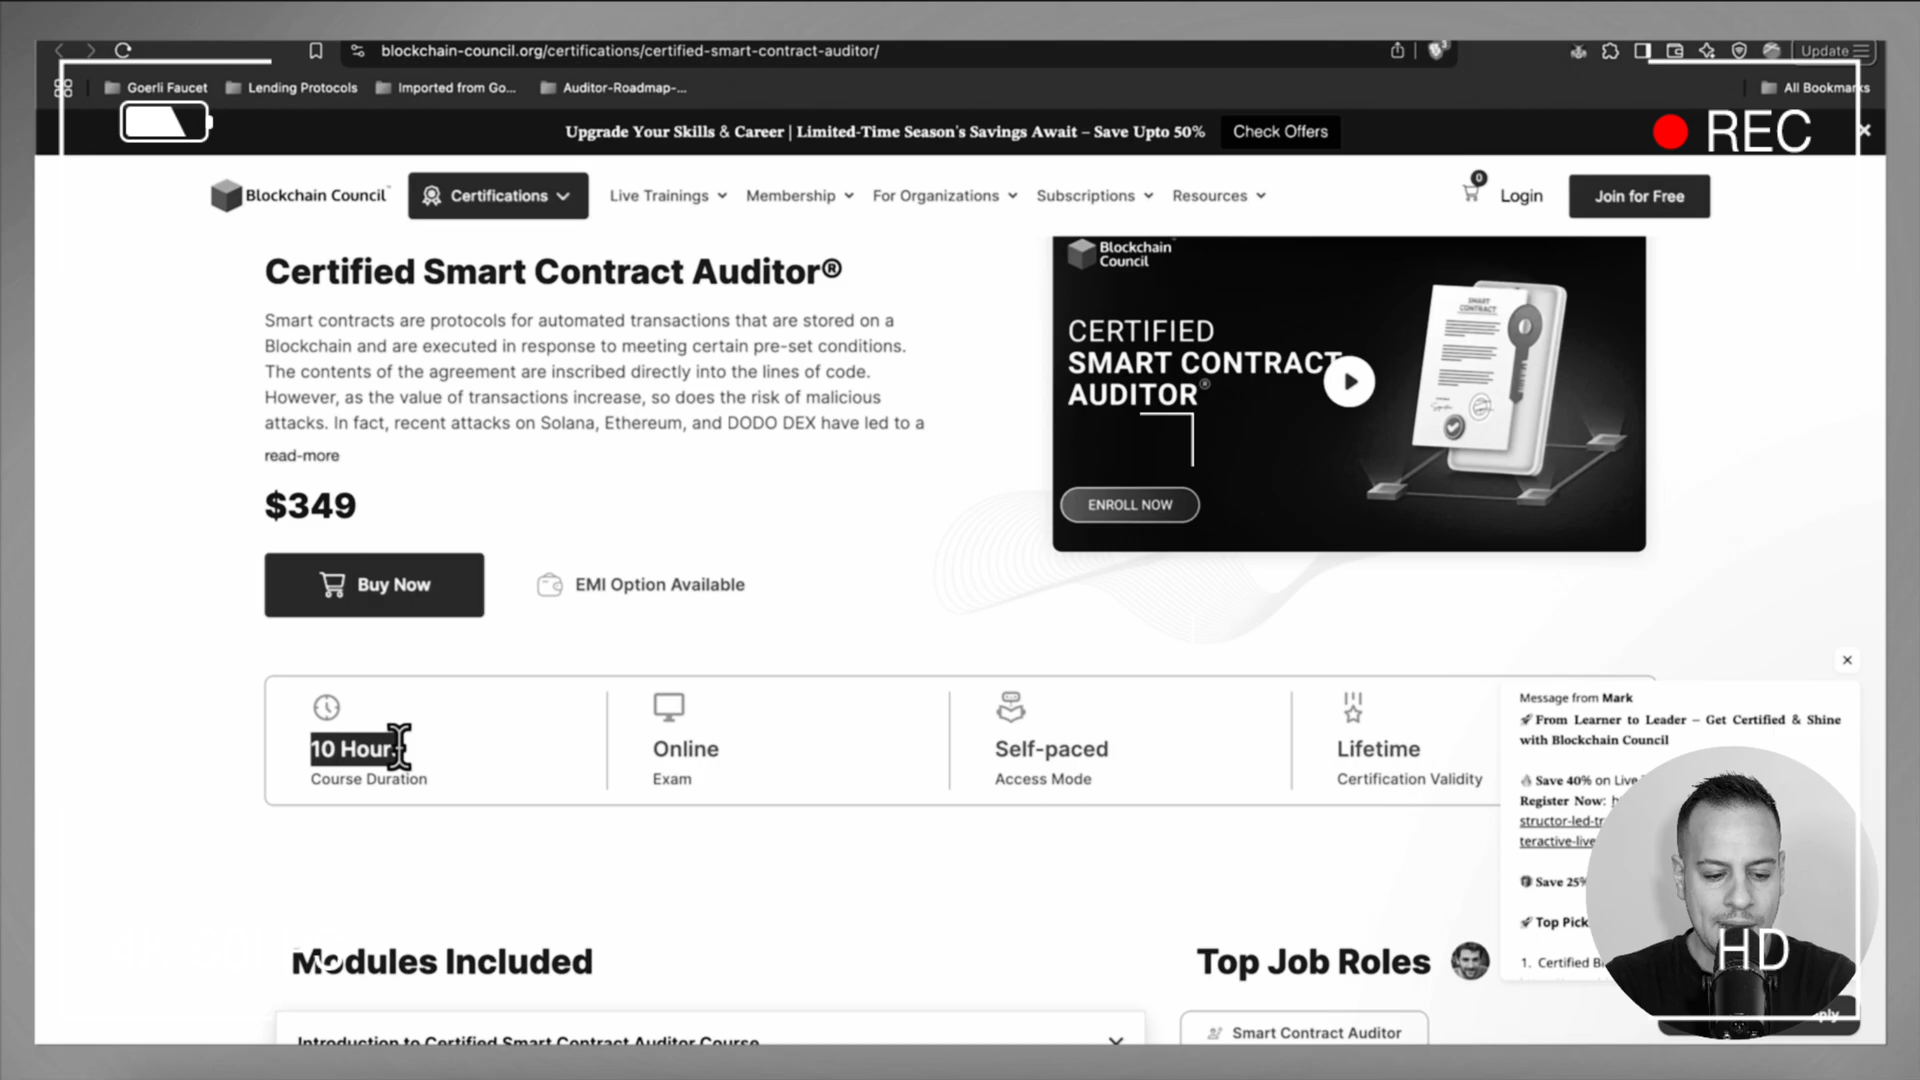 blockchain-council.org/certifications/certified-smart-contract-auditor/
Update
Goerli Faucet
Lending Protocols
Imported from Go...
Auditor-Roadmap-...
All Bookmarks
Upgrade Your Skills & Career | Limited-Time Season's Savings Await – Save Upto 50%
Check Offers
REC
Blockchain Council
Certifications
Live Trainings
Membership
For Organizations
Subscriptions
Resources
0
Login
Join for Free
Certified Smart Contract Auditor®
Smart contracts are protocols for automated transactions that are stored on a
Blockchain and are executed in response to meeting certain pre-set conditions.
The contents of the agreement are inscribed directly into the lines of code.
However, as the value of transactions increase, so does the risk of malicious
attacks. In fact, recent attacks on Solana, Ethereum, and DODO DEX have led to a
read-more
$349
Buy Now
EMI Option Available
Blockchain
Council
CERTIFIED
SMART CONTRACT
AUDITOR®
ENROLL NOW
SMART
CONTRACT
10 Hour
Course Duration
Online
Exam
Self-paced
Access Mode
Lifetime
Certification Validity
Message from Mark
From Learner to Leader – Get Certified & Shine
with Blockchain Council
Save 40% on Live
Register Now:
structor-led-tr
teractive-live
Save 25%
Top Pick
1. Certified B
HD
Modules Included
Top Job Roles
Introduction to Certified Smart Contract Auditor Course
Smart Contract Auditor